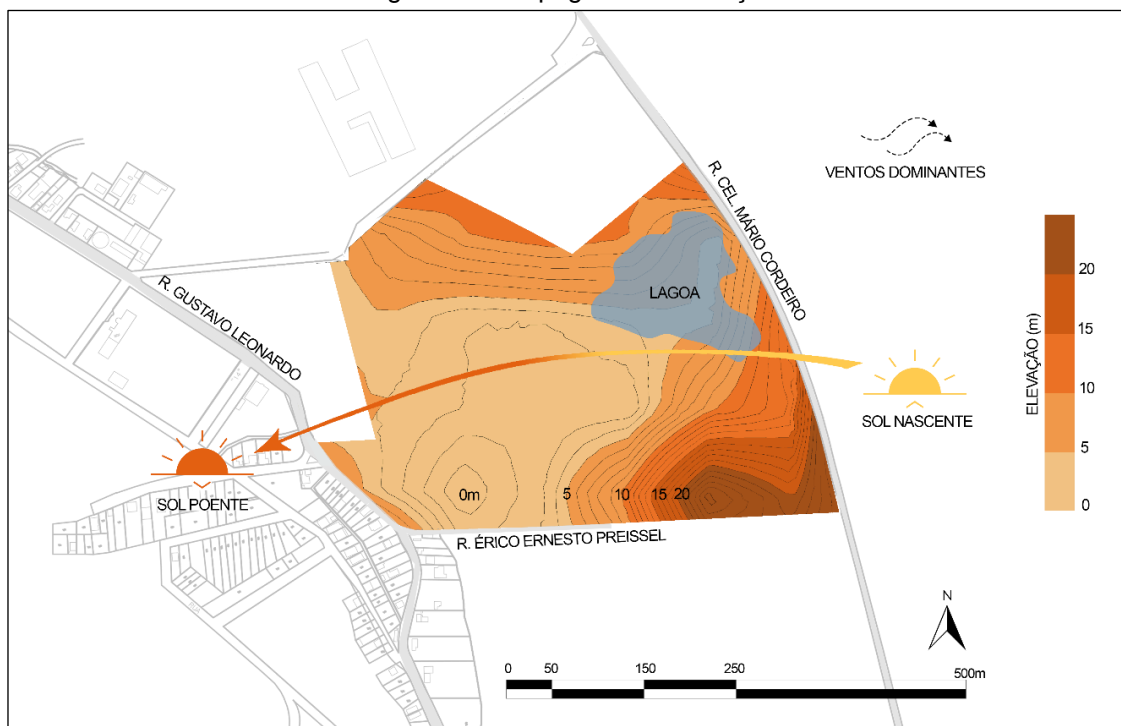 VENTOS DOMINANTES
R. CEL. MÁRIO CORDEIRO
R. GUSTAVO LEONARDO
LAGOA
SOL NASCENTE
SOL POENTE
0m
5
10
15
20
R. ÉRICO ERNESTO PREISSEL
ELEVAÇÃO (m)
20
15
10
5
0
N
0
50
150
250
500m